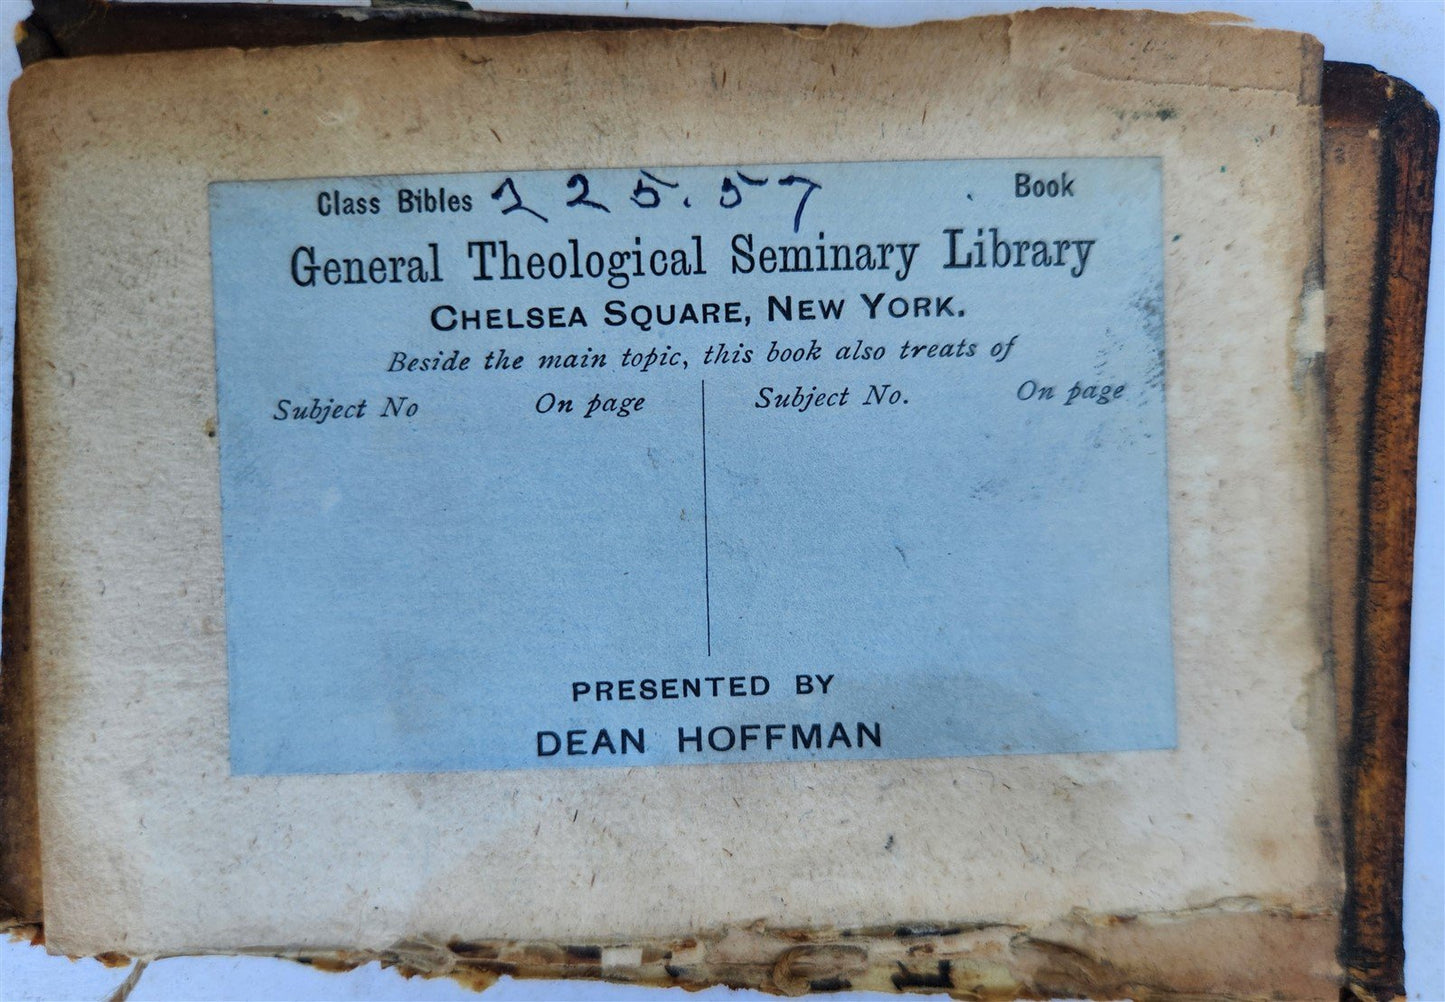 Class Bibles 225.57 Book
General Theological Seminary Library
CHELSEA SQUARE, NEW YORK.
Beside the main topic, this book also treats of
Subject No On page Subject No. On page
PRESENTED BY
DEAN HOFFMAN